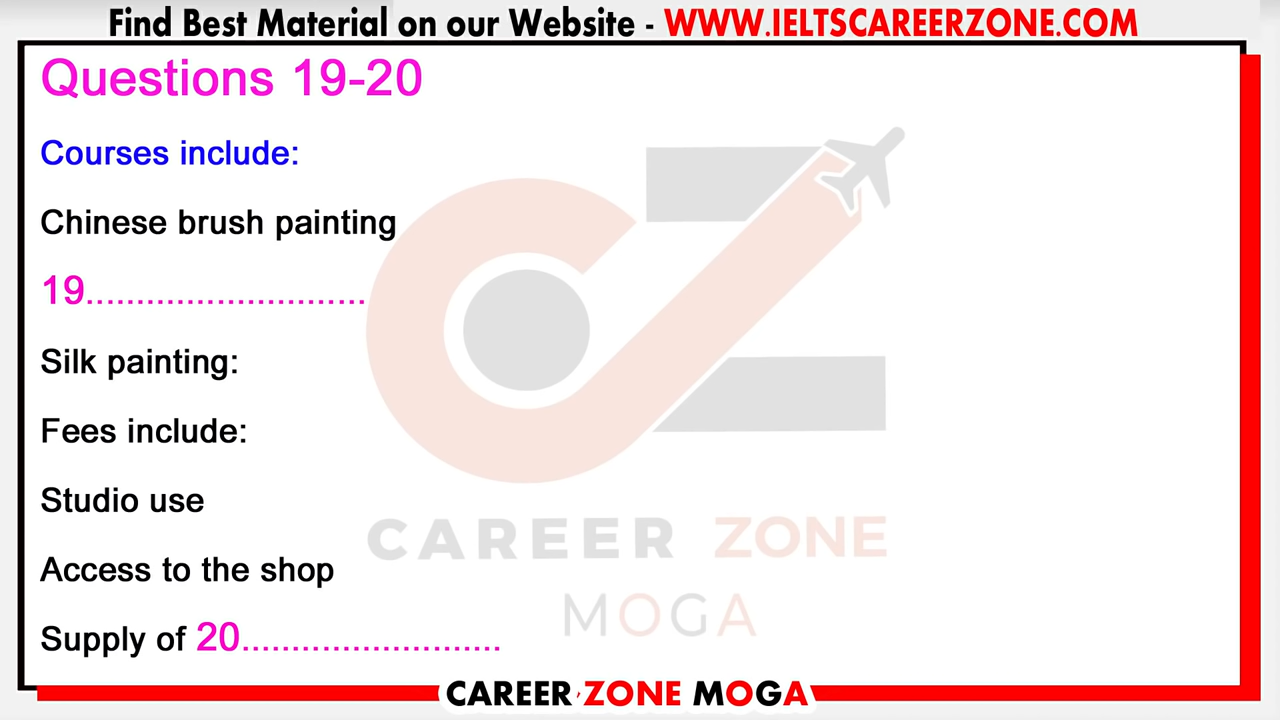 Find Best Material on our Website - WWW.IELTSCAREERZONE.COM
Questions 19-20
Courses include:
Chinese brush painting
19............................
Silk painting:
Fees include:
Studio use
Access to the shop
Supply of 20..........................
CAREER ZONE
MOGA
CAREER ZONE MOGA